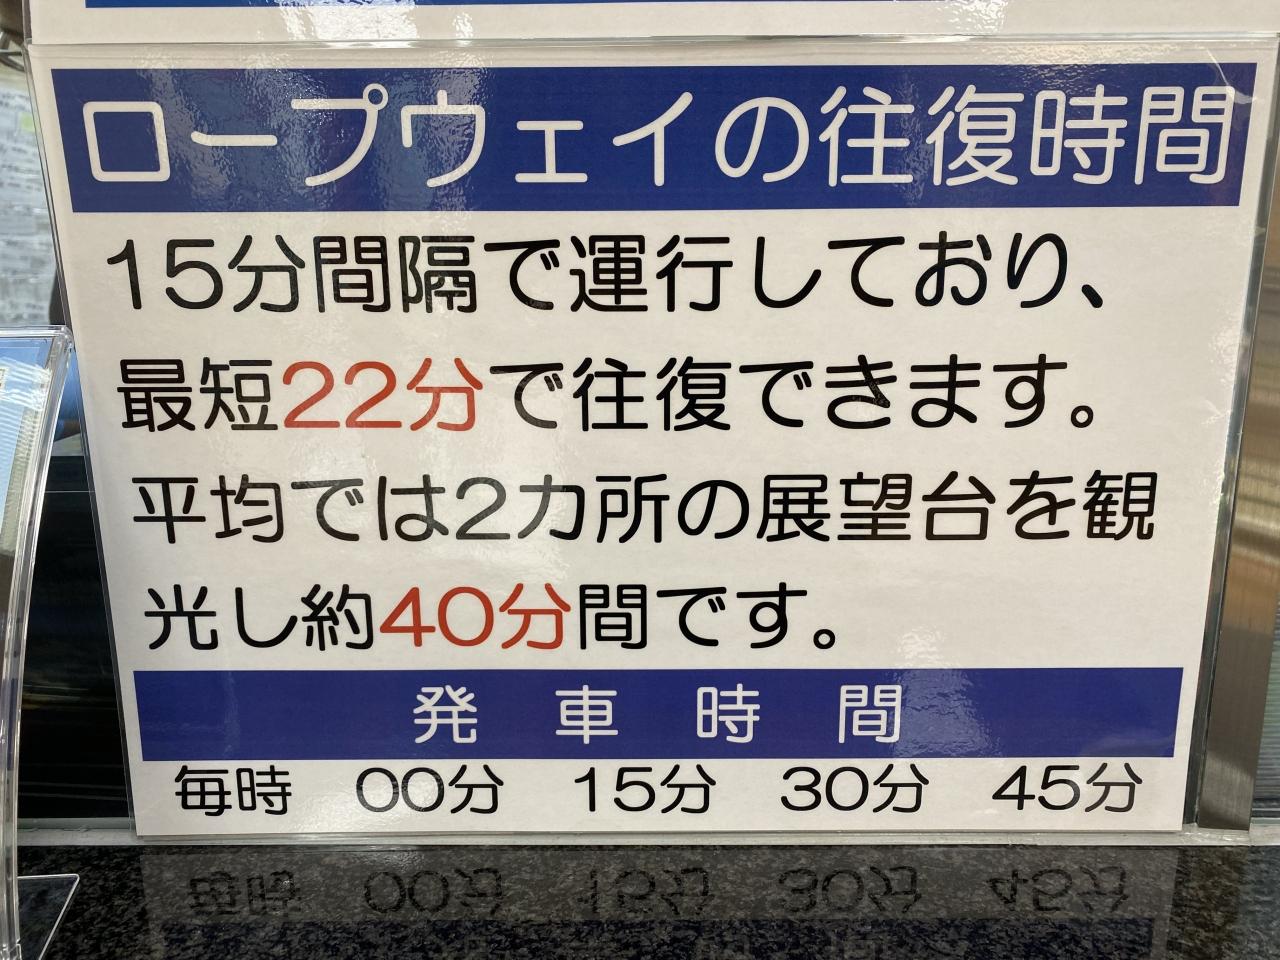 ロープウェイの往復時間
15分間隔で運行しており、
最短22分で往復できます。
平均では2カ所の展望台を観
光し約40分間です。
発車時間
毎時 00分 15分 30分 45分